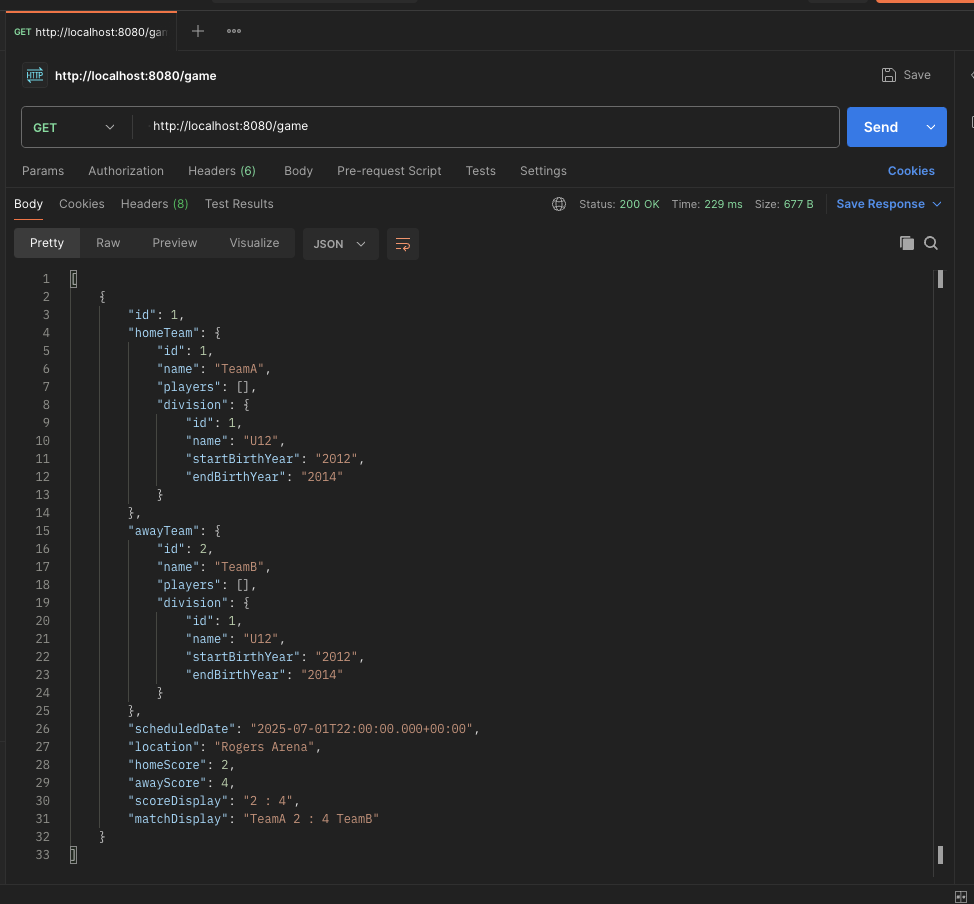 GET http://localhost:8080/gam
HTTP http://localhost:8080/game Save
GET http://localhost:8080/game Send
Params Authorization Headers (6) Body Pre-request Script Tests Settings Cookies
Body Cookies Headers (8) Test Results Status: 200 OK Time: 229 ms Size: 677 B Save Response
Pretty Raw Preview Visualize JSON
1 [
2 {
3 "id": 1,
4 "homeTeam": {
5 "id": 1,
6 "name": "TeamA",
7 "players": [],
8 "division": {
9 "id": 1,
10 "name": "U12",
11 "startBirthYear": "2012",
12 "endBirthYear": "2014"
13 }
14 },
15 "awayTeam": {
16 "id": 2,
17 "name": "TeamB",
18 "players": [],
19 "division": {
20 "id": 1,
21 "name": "U12",
22 "startBirthYear": "2012",
23 "endBirthYear": "2014"
24 }
25 },
26 "scheduledDate": "2025-07-01T22:00:00.000+00:00",
27 "location": "Rogers Arena",
28 "homeScore": 2,
29 "awayScore": 4,
30 "scoreDisplay": "2 : 4",
31 "matchDisplay": "TeamA 2 : 4 TeamB"
32 }
33 ]